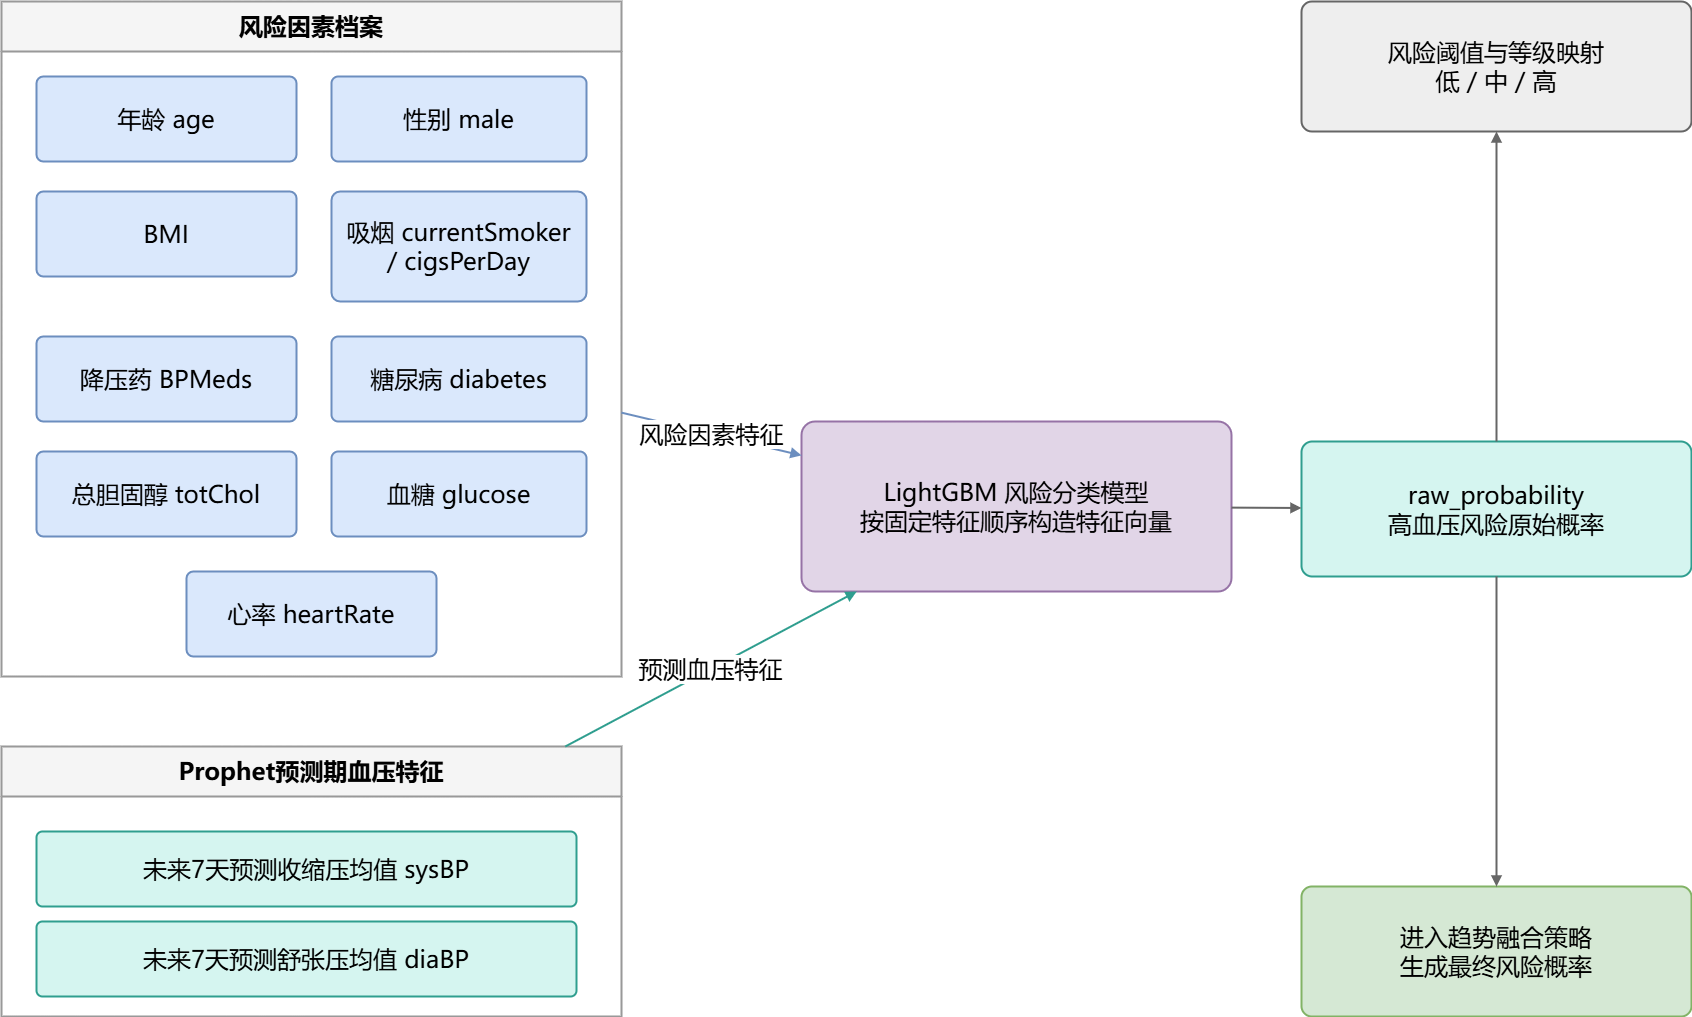 风险因素档案
年龄 age
性别 male
BMI
吸烟 currentSmoker
/ cigsPerDay
降压药 BPMeds
糖尿病 diabetes
总胆固醇 totChol
血糖 glucose
心率 heartRate
风险因素特征
预测血压特征
Prophet预测期血压特征
未来7天预测收缩压均值 sysBP
未来7天预测舒张压均值 diaBP
LightGBM 风险分类模型
按固定特征顺序构造特征向量
风险阈值与等级映射
低 / 中 / 高
raw_probability
高血压风险原始概率
进入趋势融合策略
生成最终风险概率